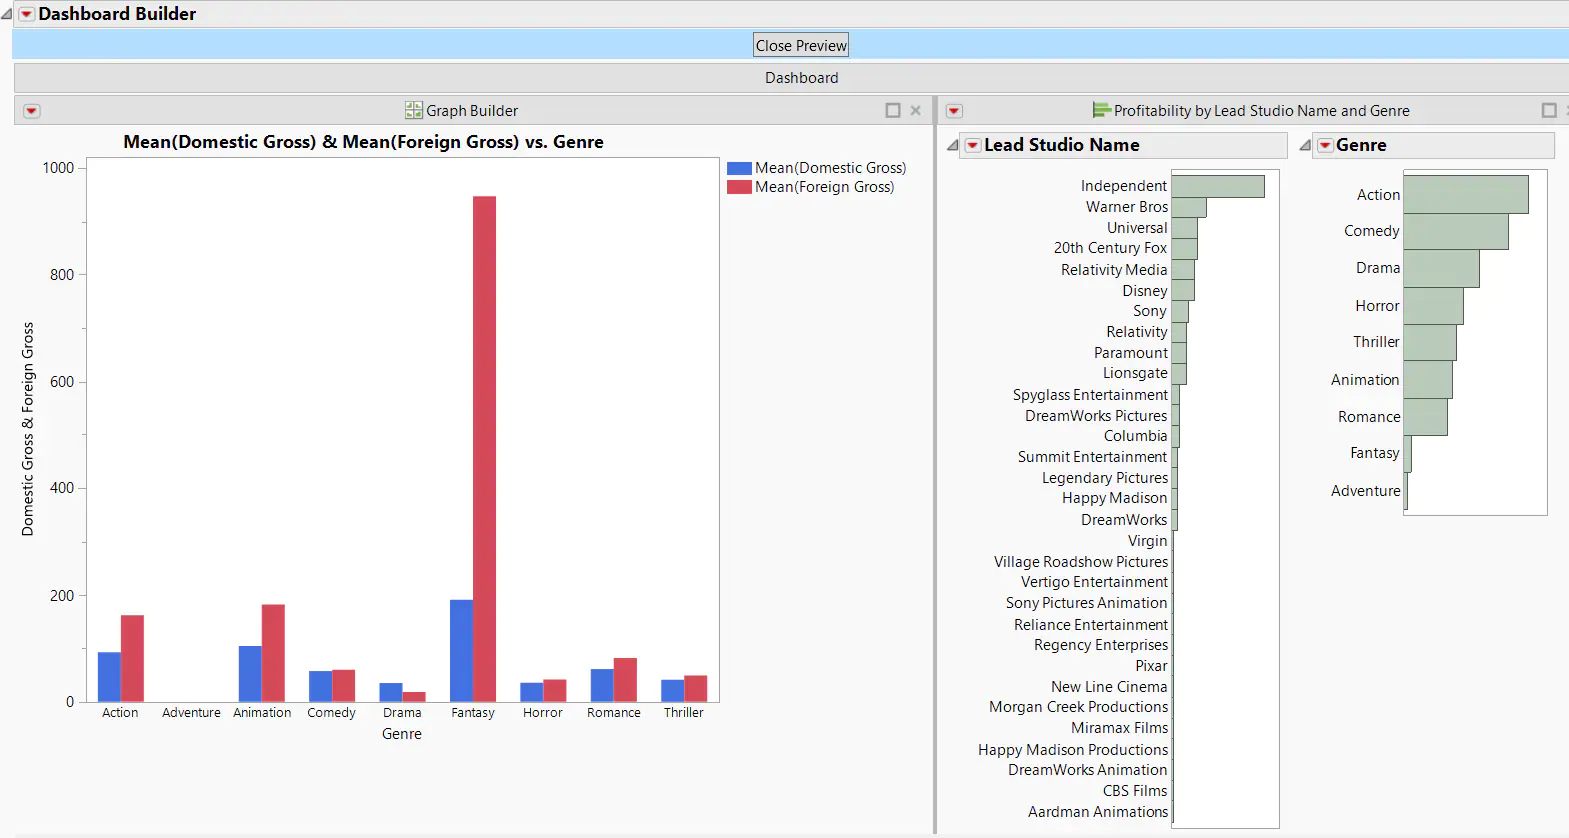 Dashboard Builder
Close Preview
Dashboard
Graph Builder
Mean(Domestic Gross) & Mean(Foreign Gross) vs. Genre
Mean(Domestic Gross)
Mean(Foreign Gross)
Domestic Gross & Foreign Gross
1000
800
600
400
200
0
Action Adventure Animation Comedy Drama Fantasy Horror Romance Thriller
Genre
Profitability by Lead Studio Name and Genre
Lead Studio Name
Independent
Warner Bros
Universal
20th Century Fox
Relativity Media
Disney
Sony
Relativity
Paramount
Lionsgate
Spyglass Entertainment
DreamWorks Pictures
Columbia
Summit Entertainment
Legendary Pictures
Happy Madison
DreamWorks
Virgin
Village Roadshow Pictures
Vertigo Entertainment
Sony Pictures Animation
Reliance Entertainment
Regency Enterprises
Pixar
New Line Cinema
Morgan Creek Productions
Miramax Films
Happy Madison Productions
DreamWorks Animation
CBS Films
Aardman Animations
Genre
Action
Comedy
Drama
Horror
Thriller
Animation
Romance
Fantasy
Adventure